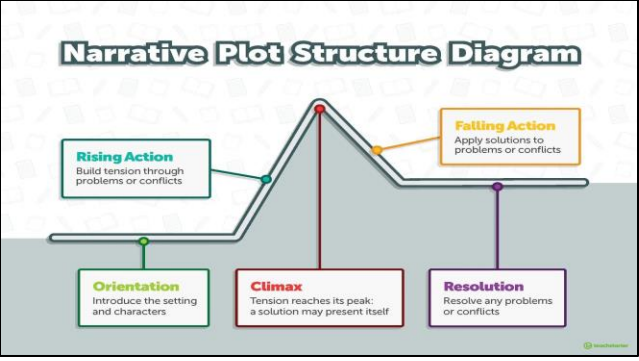 Narrative Plot Structure Diagram
Falling Action
Apply solutions to
problems or conflicts
Rising Action
Build tension through
problems or conflicts
Orientation
Introduce the setting
and characters
Climax
Tension reaches its peak:
a solution may present itself
Resolution
Resolve any problems
or conflicts
teachstarter